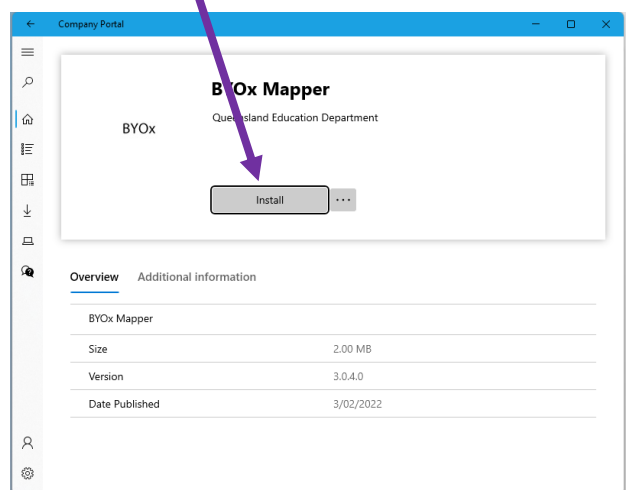 Company Portal
BYOx Mapper
Queensland Education Department
BYOx
Install
Overview Additional information
BYOx Mapper
Size 2.00 MB
Version 3.0.4.0
Date Published 3/02/2022